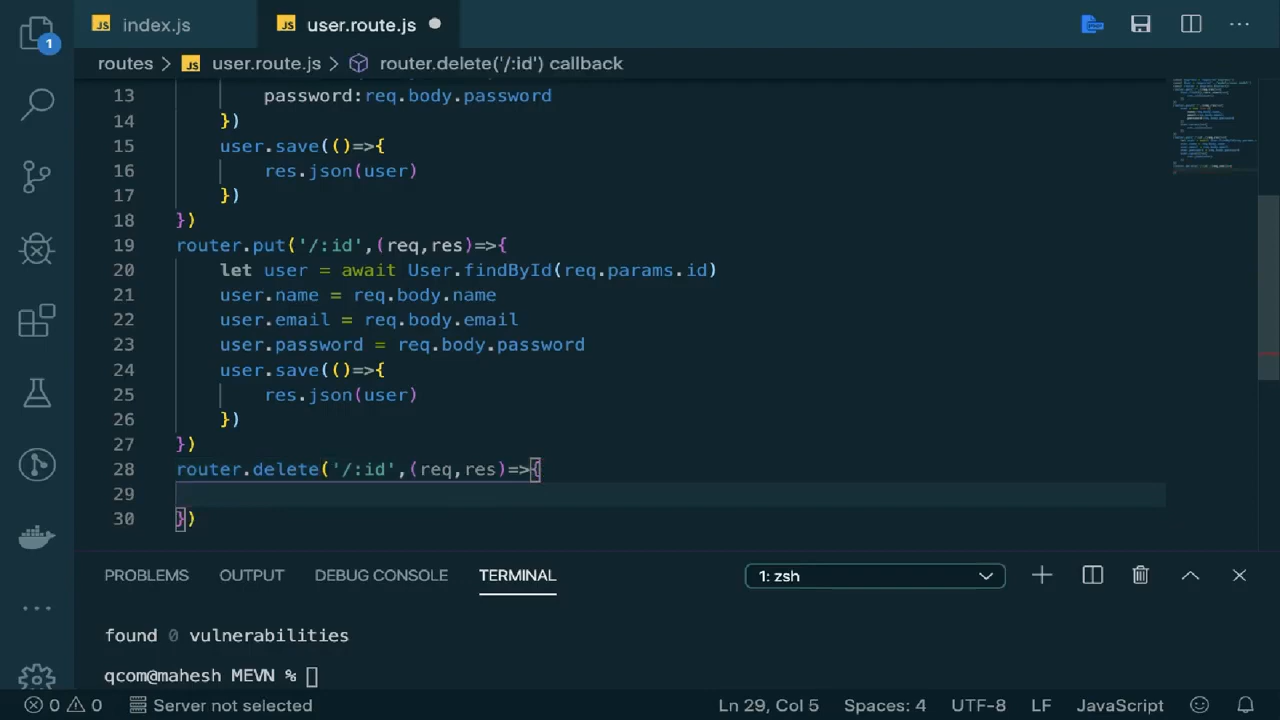 JS index.js JS user.route.js
1
routes > JS user.route.js > router.delete('/:id') callback
13 password:req.body.password
14 })
15 user.save(()=>{
16 res.json(user)
17 })
18 })
19 router.put('/:id',(req,res)=>{
20 let user = await User.findById(req.params.id)
21 user.name = req.body.name
22 user.email = req.body.email
23 user.password = req.body.password
24 user.save(()=>{
25 res.json(user)
26 })
27 })
28 router.delete('/:id',(req,res)=>{
29
30 })
PROBLEMS OUTPUT DEBUG CONSOLE TERMINAL 1: zsh
found 0 vulnerabilities
qcom@mahesh MEVN %
0 0 Server not selected Ln 29, Col 5 Spaces: 4 UTF-8 LF JavaScript